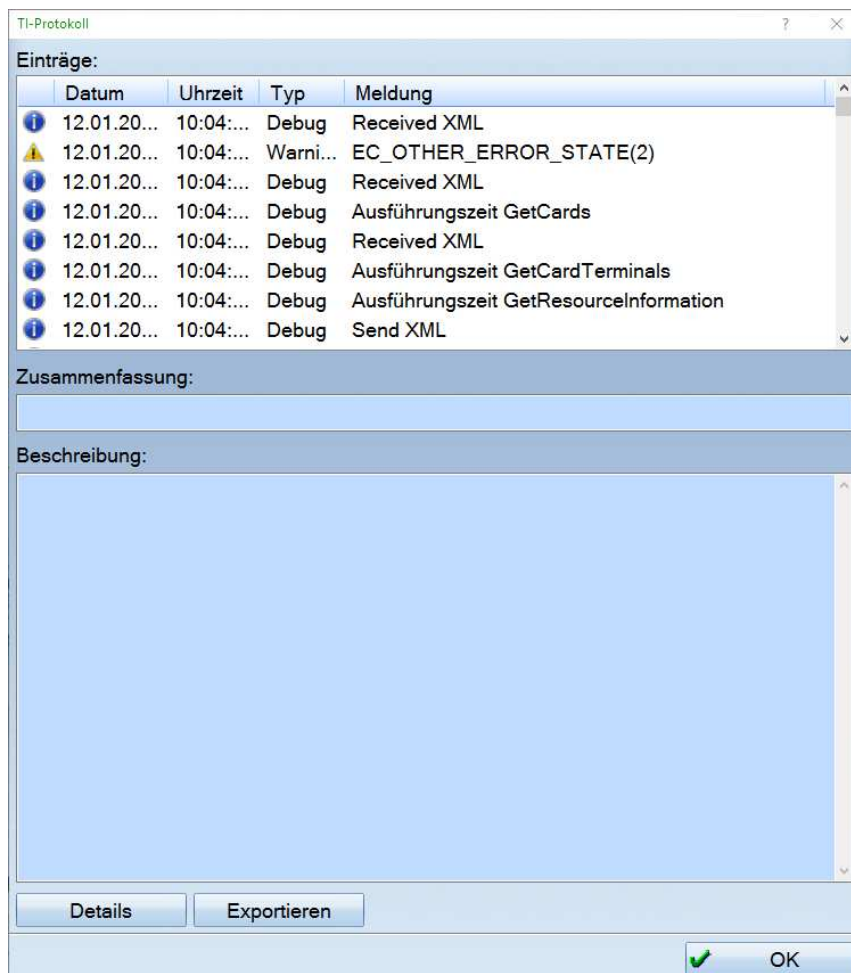 TI-Protokoll
Einträge:
Datum Uhrzeit Typ Meldung
12.01.20... 10:04:... Debug Received XML
12.01.20... 10:04:... Warni... EC_OTHER_ERROR_STATE(2)
12.01.20... 10:04:... Debug Received XML
12.01.20... 10:04:... Debug Ausführungszeit GetCards
12.01.20... 10:04:... Debug Received XML
12.01.20... 10:04:... Debug Ausführungszeit GetCardTerminals
12.01.20... 10:04:... Debug Ausführungszeit GetResourceInformation
12.01.20... 10:04:... Debug Send XML
Zusammenfassung:
Beschreibung:
Details Exportieren
OK